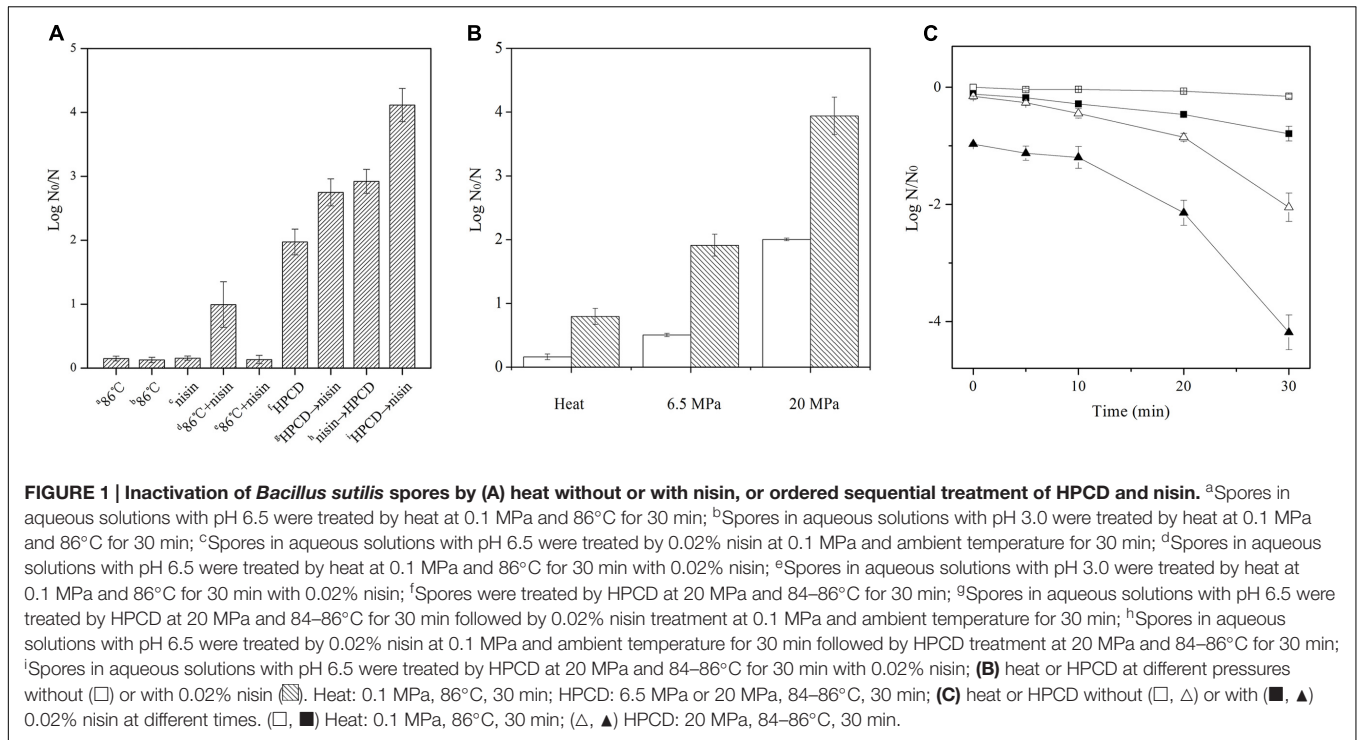 A
5
4
3
2
1
0
Log N₀/N
ᵃ86℃
ᵇ86℃
ᶜnisin
ᵈ86℃+nisin
ᵉ86℃+nisin
ᶠHPCD
ᵍHPCD→nisin
ʰnisin→HPCD
ⁱHPCD→nisin
B
5
4
3
2
1
0
Log N₀/N
Heat
6.5 MPa
20 MPa
C
0
-2
-4
Log N/N₀
0
10
20
30
Time (min)
FIGURE 1 | Inactivation of Bacillus sutilis spores by (A) heat without or with nisin, or ordered sequential treatment of HPCD and nisin. ᵃSpores in
aqueous solutions with pH 6.5 were treated by heat at 0.1 MPa and 86°C for 30 min; ᵇSpores in aqueous solutions with pH 3.0 were treated by heat at 0.1 MPa
and 86°C for 30 min; ᶜSpores in aqueous solutions with pH 6.5 were treated by 0.02% nisin at 0.1 MPa and ambient temperature for 30 min; ᵈSpores in aqueous
solutions with pH 6.5 were treated by heat at 0.1 MPa and 86°C for 30 min with 0.02% nisin; ᵉSpores in aqueous solutions with pH 3.0 were treated by heat at
0.1 MPa and 86°C for 30 min with 0.02% nisin; ᶠSpores were treated by HPCD at 20 MPa and 84–86°C for 30 min; ᵍSpores in aqueous solutions with pH 6.5 were
treated by HPCD at 20 MPa and 84–86°C for 30 min followed by 0.02% nisin treatment at 0.1 MPa and ambient temperature for 30 min; ʰSpores in aqueous
solutions with pH 6.5 were treated by 0.02% nisin at 0.1 MPa and ambient temperature for 30 min followed by HPCD treatment at 20 MPa and 84–86°C for 30 min;
ⁱSpores in aqueous solutions with pH 6.5 were treated by HPCD at 20 MPa and 84–86°C for 30 min with 0.02% nisin; (B) heat or HPCD at different pressures
without (□) or with 0.02% nisin (▧). Heat: 0.1 MPa, 86°C, 30 min; HPCD: 6.5 MPa or 20 MPa, 84–86°C, 30 min; (C) heat or HPCD without (□, △) or with (■, ▲)
0.02% nisin at different times. (□, ■) Heat: 0.1 MPa, 86°C, 30 min; (△, ▲) HPCD: 20 MPa, 84–86°C, 30 min.